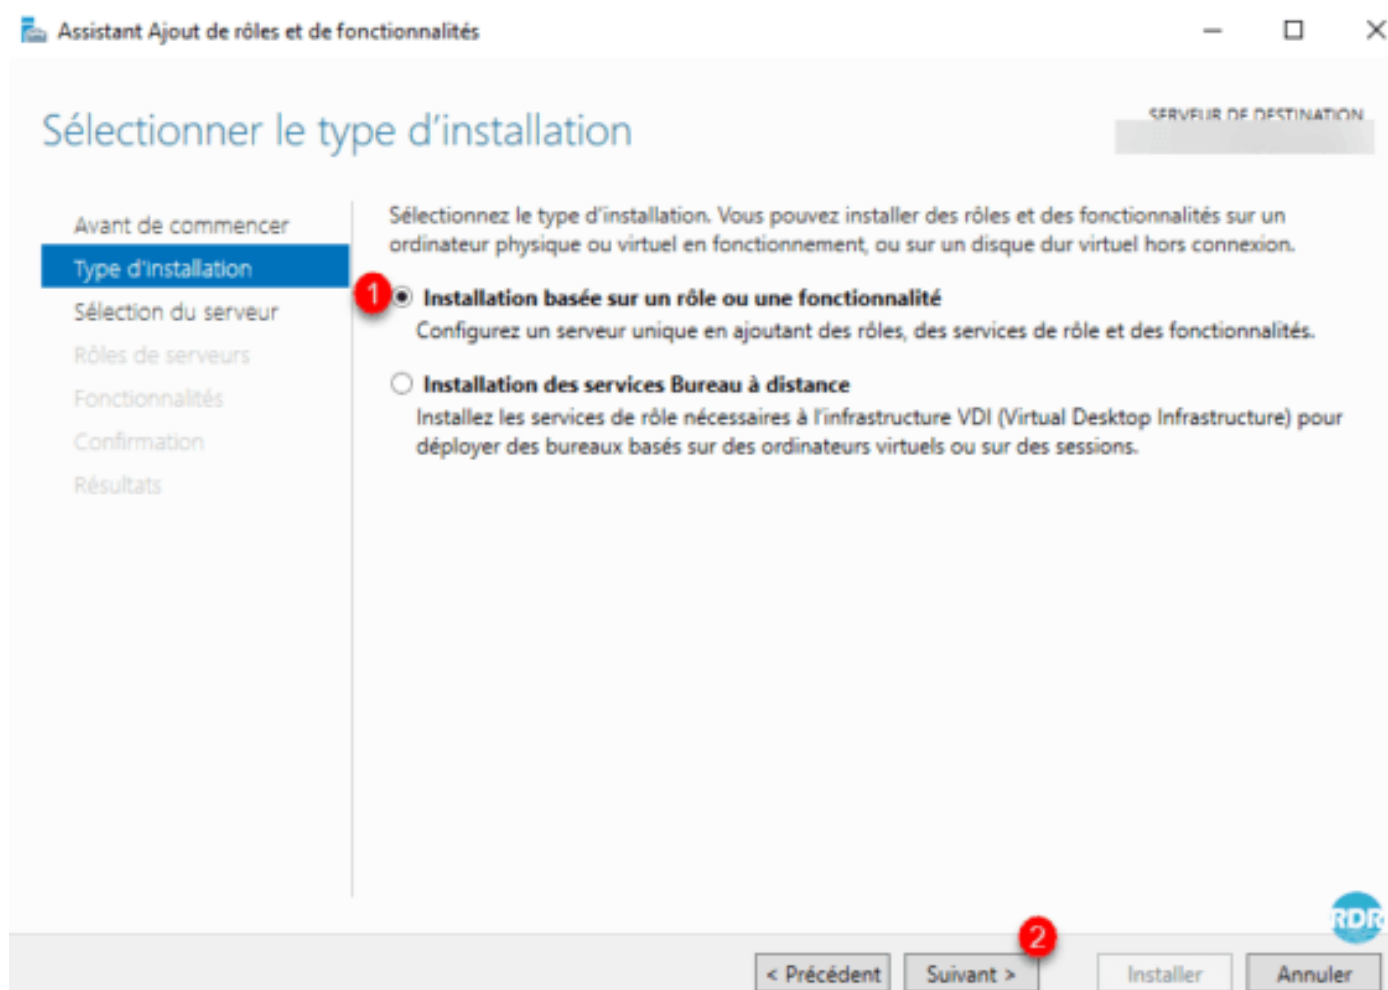 Assistant Ajout de rôles et de fonctionnalités
Sélectionner le type d'installation
SERVEUR DE DESTINATION
Avant de commencer
Type d'installation
Sélection du serveur
Rôles de serveurs
Fonctionnalités
Confirmation
Résultats
Sélectionnez le type d'installation. Vous pouvez installer des rôles et des fonctionnalités sur un
ordinateur physique ou virtuel en fonctionnement, ou sur un disque dur virtuel hors connexion.
1
Installation basée sur un rôle ou une fonctionnalité
Configurez un serveur unique en ajoutant des rôles, des services de rôle et des fonctionnalités.
Installation des services Bureau à distance
Installez les services de rôle nécessaires à l'infrastructure VDI (Virtual Desktop Infrastructure) pour
déployer des bureaux basés sur des ordinateurs virtuels ou sur des sessions.
RDR
2
< Précédent
Suivant >
Installer
Annuler